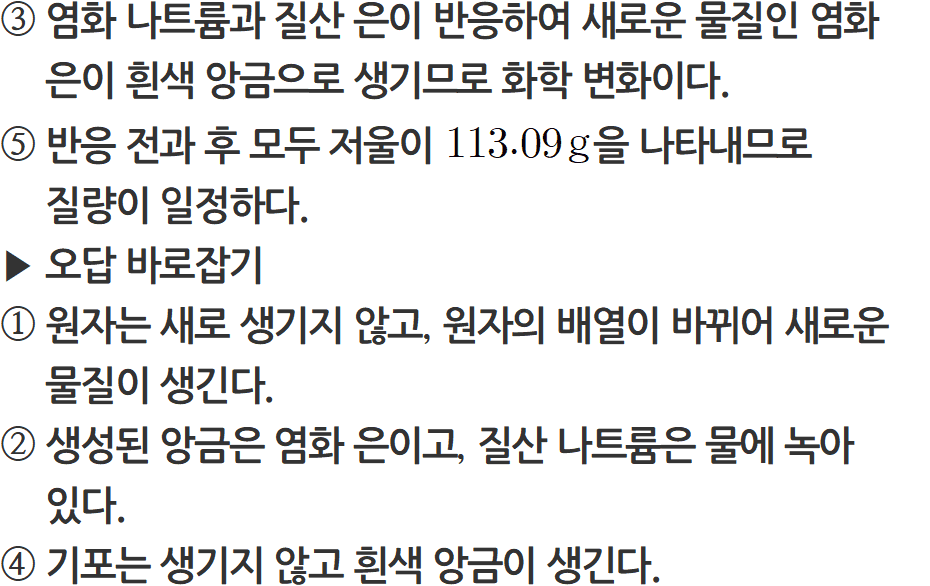 ③ 염화 나트륨과 질산 은이 반응하여 새로운 물질인 염화
은이 흰색 앙금으로 생기므로 화학 변화이다.
⑤ 반응 전과 후 모두 저울이 113.09 g을 나타내므로
질량이 일정하다.
▶ 오답 바로잡기
① 원자는 새로 생기지 않고, 원자의 배열이 바뀌어 새로운
물질이 생긴다.
② 생성된 앙금은 염화 은이고, 질산 나트륨은 물에 녹아
있다.
④ 기포는 생기지 않고 흰색 앙금이 생긴다.